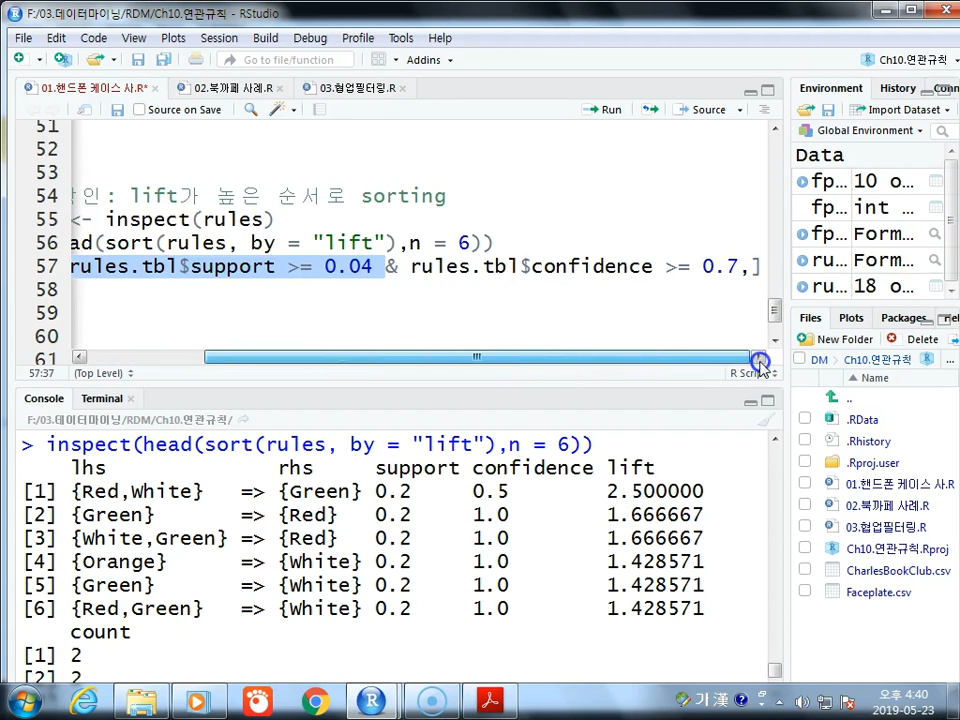 F:/03.데이터마이닝/RDM/Ch10.연관규칙 - RStudio
File Edit Code View Plots Session Build Debug Profile Tools Help
Go to file/function Addins Ch10.연관규칙
01.핸드폰 케이스 사.R* 02.북까페 사례.R 03.협업필터링.R
Source on Save Run Source
51
52
53
54 인: lift가 높은 순서로 sorting
55 <- inspect(rules)
56 ad(sort(rules, by = "lift"),n = 6))
57 rules.tbl$support >= 0.04 & rules.tbl$confidence >= 0.7,]
58
59
60
61
57:37 (Top Level) R Scri
Console Terminal
F:/03.데이터마이닝/RDM/Ch10.연관규칙/
> inspect(head(sort(rules, by = "lift"),n = 6))
lhs rhs support confidence lift
[1] {Red,White} => {Green} 0.2 0.5 2.500000
[2] {Green} => {Red} 0.2 1.0 1.666667
[3] {White,Green} => {Red} 0.2 1.0 1.666667
[4] {Orange} => {White} 0.2 1.0 1.428571
[5] {Green} => {White} 0.2 1.0 1.428571
[6] {Red,Green} => {White} 0.2 1.0 1.428571
count
[1] 2
[2] 2
Environment History Conn
Import Dataset
Global Environment
Data
fp... 10 o...
fp... int ...
fp... Form...
ru... Form...
ru... 18 o...
Files Plots Packages Hel
New Folder Delete
DM Ch10.연관규칙 ...
Name
..
.RData
.Rhistory
.Rproj.user
01.핸드폰 케이스 사.R
02.북까페 사례.R
03.협업필터링.R
Ch10.연관규칙.Rproj
CharlesBookClub.csv
Faceplate.csv
가 漢
오후 4:40
2019-05-23